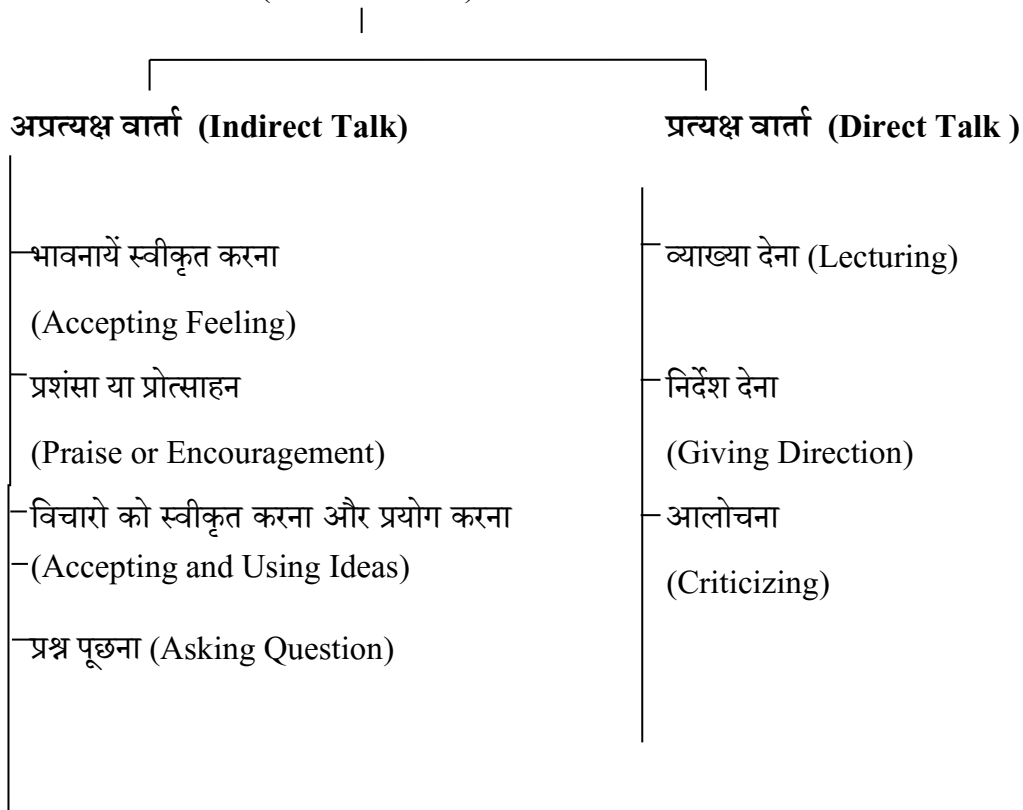 अप्रत्यक्ष वार्ता (Indirect Talk)
भावनायें स्वीकृत करना
(Accepting Feeling)
प्रशंसा या प्रोत्साहन
(Praise or Encouragement)
विचारो को स्वीकृत करना और प्रयोग करना
(Accepting and Using Ideas)
प्रश्न पूछना (Asking Question)
प्रत्यक्ष वार्ता (Direct Talk )
व्याख्या देना (Lecturing)
निर्देश देना
(Giving Direction)
आलोचना
(Criticizing)